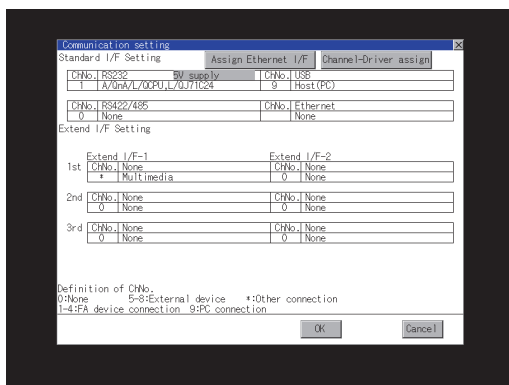 Communication setting
Standard I/F Setting Assign Ethernet I/F Channel-Driver assign
ChNo. RS232 5V supply ChNo. USB
1 A/QnA/L/QCPU,L/QJ71C24 9 Host(PC)
ChNo. RS422/485 ChNo. Ethernet
0 None None
Extend I/F Setting
Extend I/F-1 Extend I/F-2
1st ChNo. None ChNo. None
* Multimedia 0 None
2nd ChNo. None ChNo. None
0 None 0 None
3rd ChNo. None ChNo. None
0 None 0 None
Definition of ChNo.
0:None 5-8:External device *:Other connection
1-4:FA device connection 9:PC connection
OK Cancel